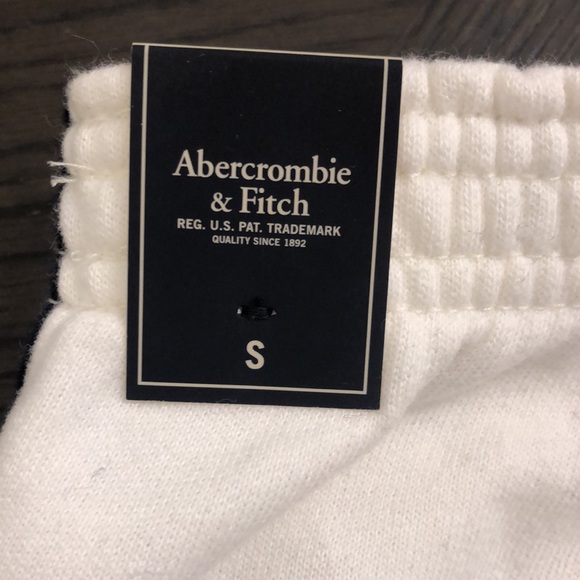 Abercrombie
& Fitch
REG. U.S. PAT. TRADEMARK
QUALITY SINCE 1892
S